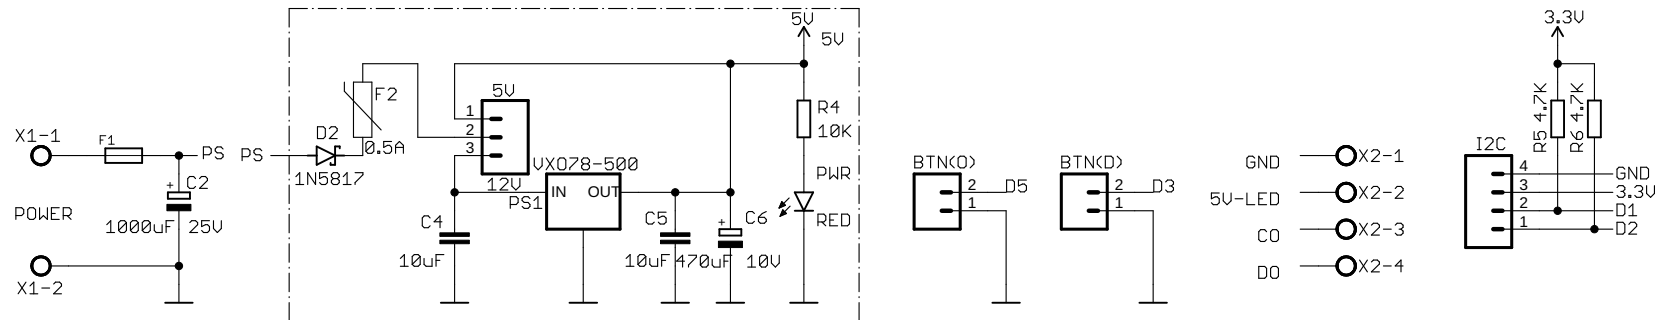 X1-1
F1
PS
+
C2
1000uF 25V
POWER
X1-2
PS
D2
1N5817
F2
0.5A
5V
1
2
3
12V
VXO78-500
IN OUT
PS1
C4
10uF
C5
10uF
+
C6
470uF 10V
5V
5V
R4
10K
PWR
RED
BTN(O)
2
1
D5
BTN(D)
2
1
D3
GND X2-1
5V-LED X2-2
CO X2-3
DO X2-4
3.3V
R5 4.7K
R6 4.7K
I2C
4 GND
3 3.3V
2 D1
1 D2